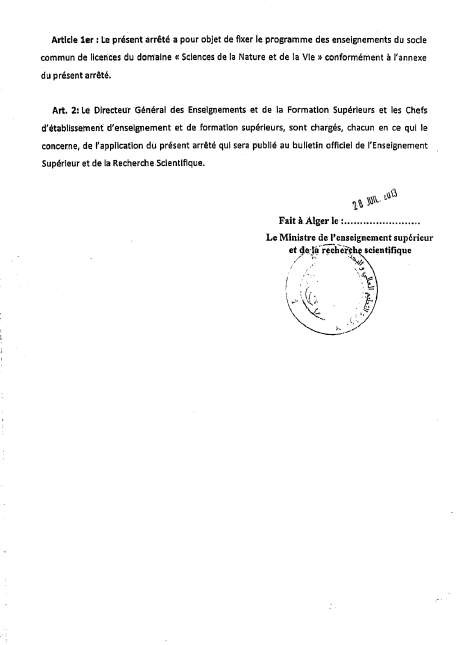 Article 1er : Le présent arrêté a pour objet de fixer le programme des enseignements du socle
commun de licences du domaine « Sciences de la Nature et de la Vie » conformément à l'annexe
du présent arrêté.
Art. 2: Le Directeur Général des Enseignements et de la Formation Supérieurs et les Chefs
d'établissement d'enseignement et de formation supérieurs, sont chargés, chacun en ce qui le
concerne, de l'application du présent arrêté qui sera publié au bulletin officiel de l'Enseignement
Supérieur et de la Recherche Scientifique.
28 JUIL. 2013
Fait à Alger le :........................
Le Ministre de l'enseignement supérieur
et de la recherche scientifique
التعليم العالي و البحث